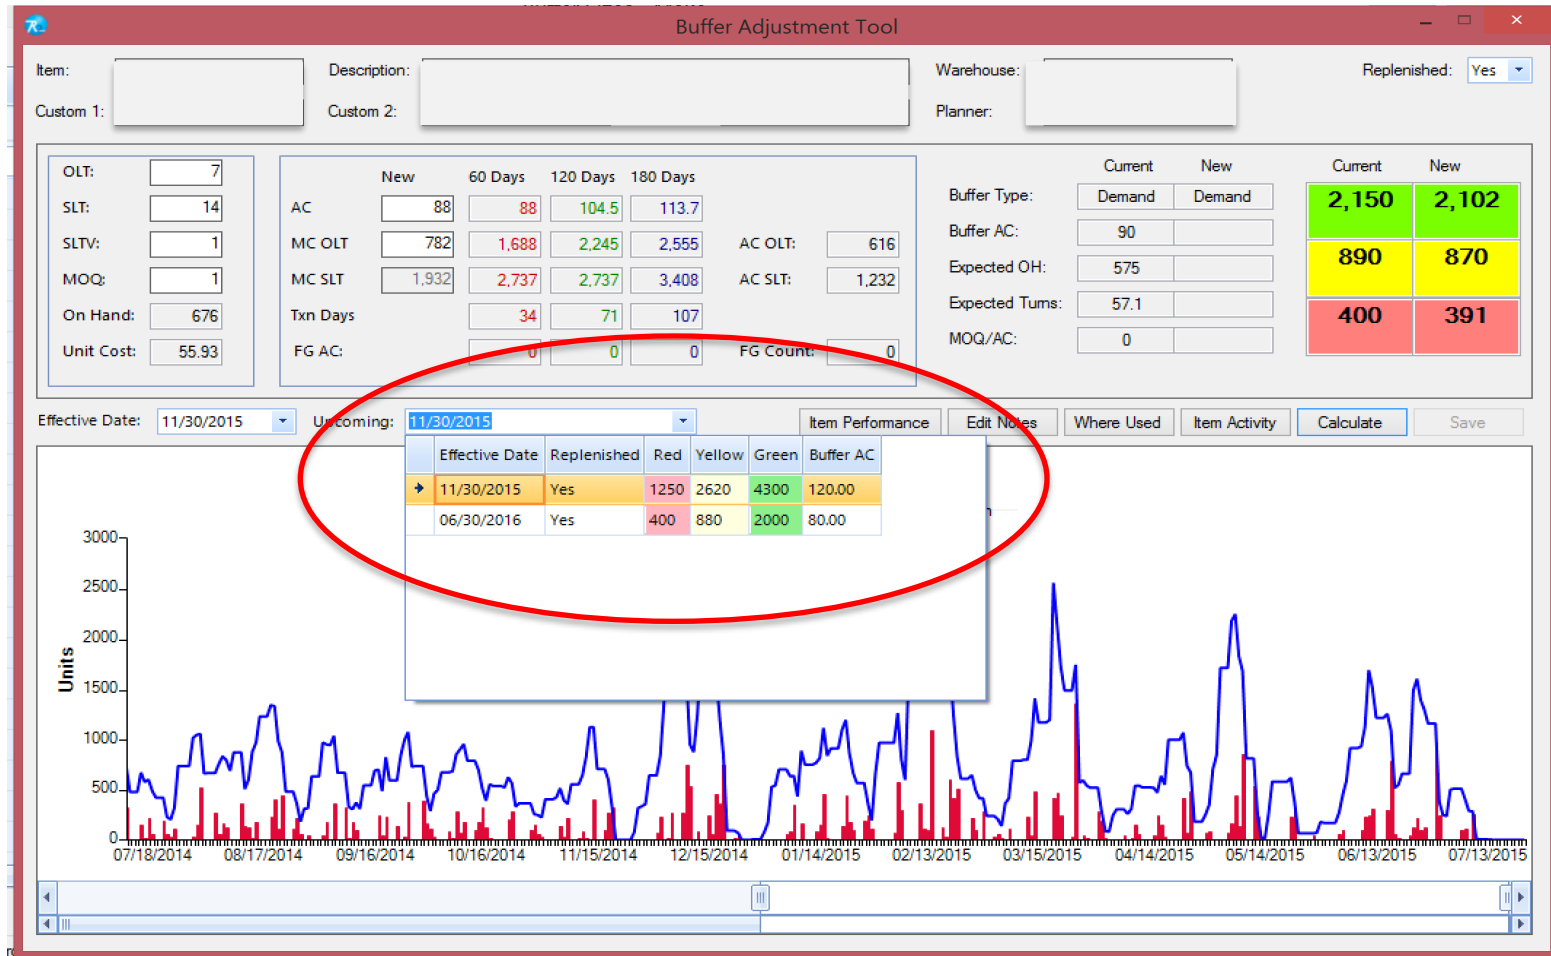 Buffer Adjustment Tool
Item: Description: Warehouse: Replenished: Yes
Custom 1: Custom 2: Planner:
OLT: 7
SLT: 14
SLTV: 1
MOQ: 1
On Hand: 676
Unit Cost: 55.93
New 60 Days 120 Days 180 Days
AC 88 88 104.5 113.7
MC OLT 782 1,688 2,245 2,555 AC OLT: 616
MC SLT 1,932 2,737 2,737 3,408 AC SLT: 1,232
Txn Days 34 71 107
FG AC: 0 0 0 FG Count: 0
Current New
Buffer Type: Demand Demand
Buffer AC: 90
Expected OH: 575
Expected Turns: 57.1
MOQ/AC: 0
Current New
2,150 2,102
890 870
400 391
Effective Date: 11/30/2015 Upcoming: 11/30/2015 Item Performance Edit Notes Where Used Item Activity Calculate Save
Effective Date Replenished Red Yellow Green Buffer AC
11/30/2015 Yes 1250 2620 4300 120.00
06/30/2016 Yes 400 880 2000 80.00
Units
3000
2500
2000
1500
1000
500
0
07/18/2014 08/17/2014 09/16/2014 10/16/2014 11/15/2014 12/15/2014 01/14/2015 02/13/2015 03/15/2015 04/14/2015 05/14/2015 06/13/2015 07/13/2015